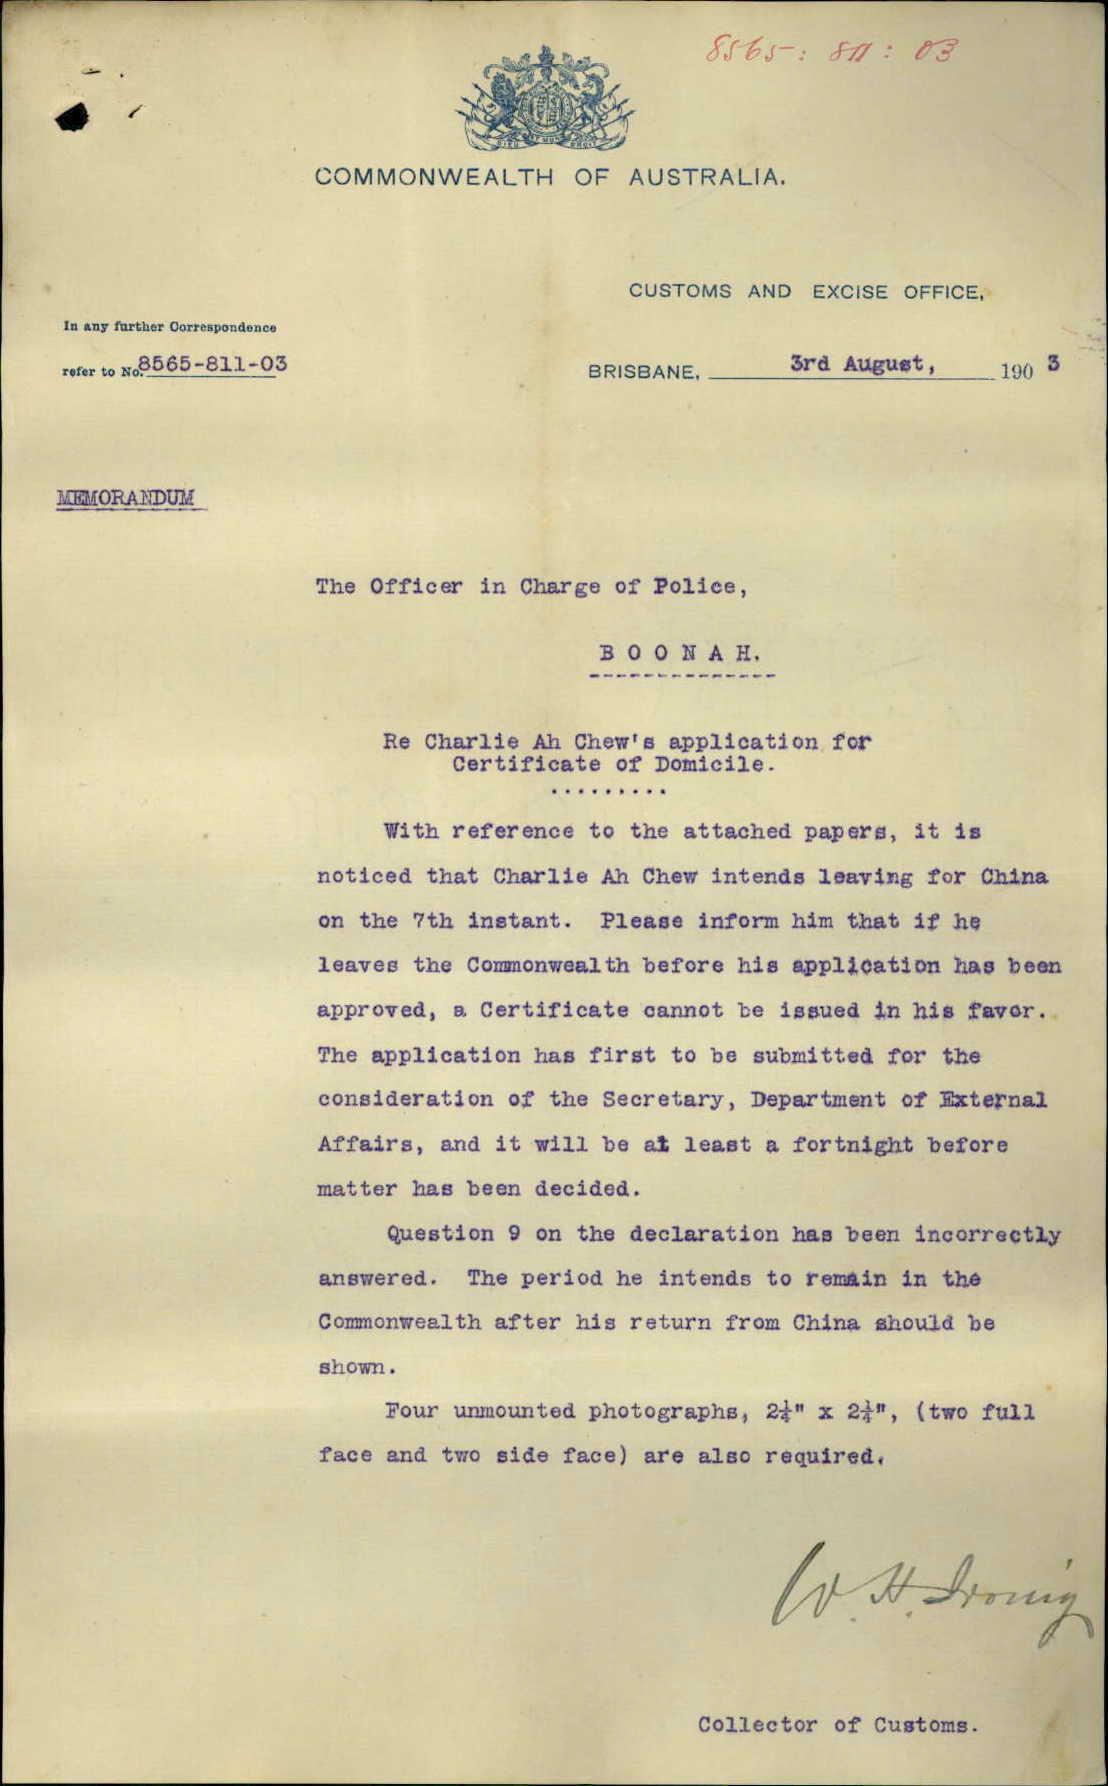 8565: 811: 03
DIEU ET MON DROIT
COMMONWEALTH OF AUSTRALIA.
CUSTOMS AND EXCISE OFFICE,
In any further Correspondence
refer to No. 8565-811-03
BRISBANE, 3rd August, 1903
MEMORANDUM
The Officer in Charge of Police,
B O O N A H.
Re Charlie Ah Chew's application for
Certificate of Domicile.
.........
With reference to the attached papers, it is
noticed that Charlie Ah Chew intends leaving for China
on the 7th instant. Please inform him that if he
leaves the Commonwealth before his application has been
approved, a Certificate cannot be issued in his favor.
The application has first to be submitted for the
consideration of the Secretary, Department of External
Affairs, and it will be at least a fortnight before
matter has been decided.
Question 9 on the declaration has been incorrectly
answered. The period he intends to remain in the
Commonwealth after his return from China should be
shown.
Four unmounted photographs, 2¼" x 2¼", (two full
face and two side face) are also required.
W. H. Irving
Collector of Customs.